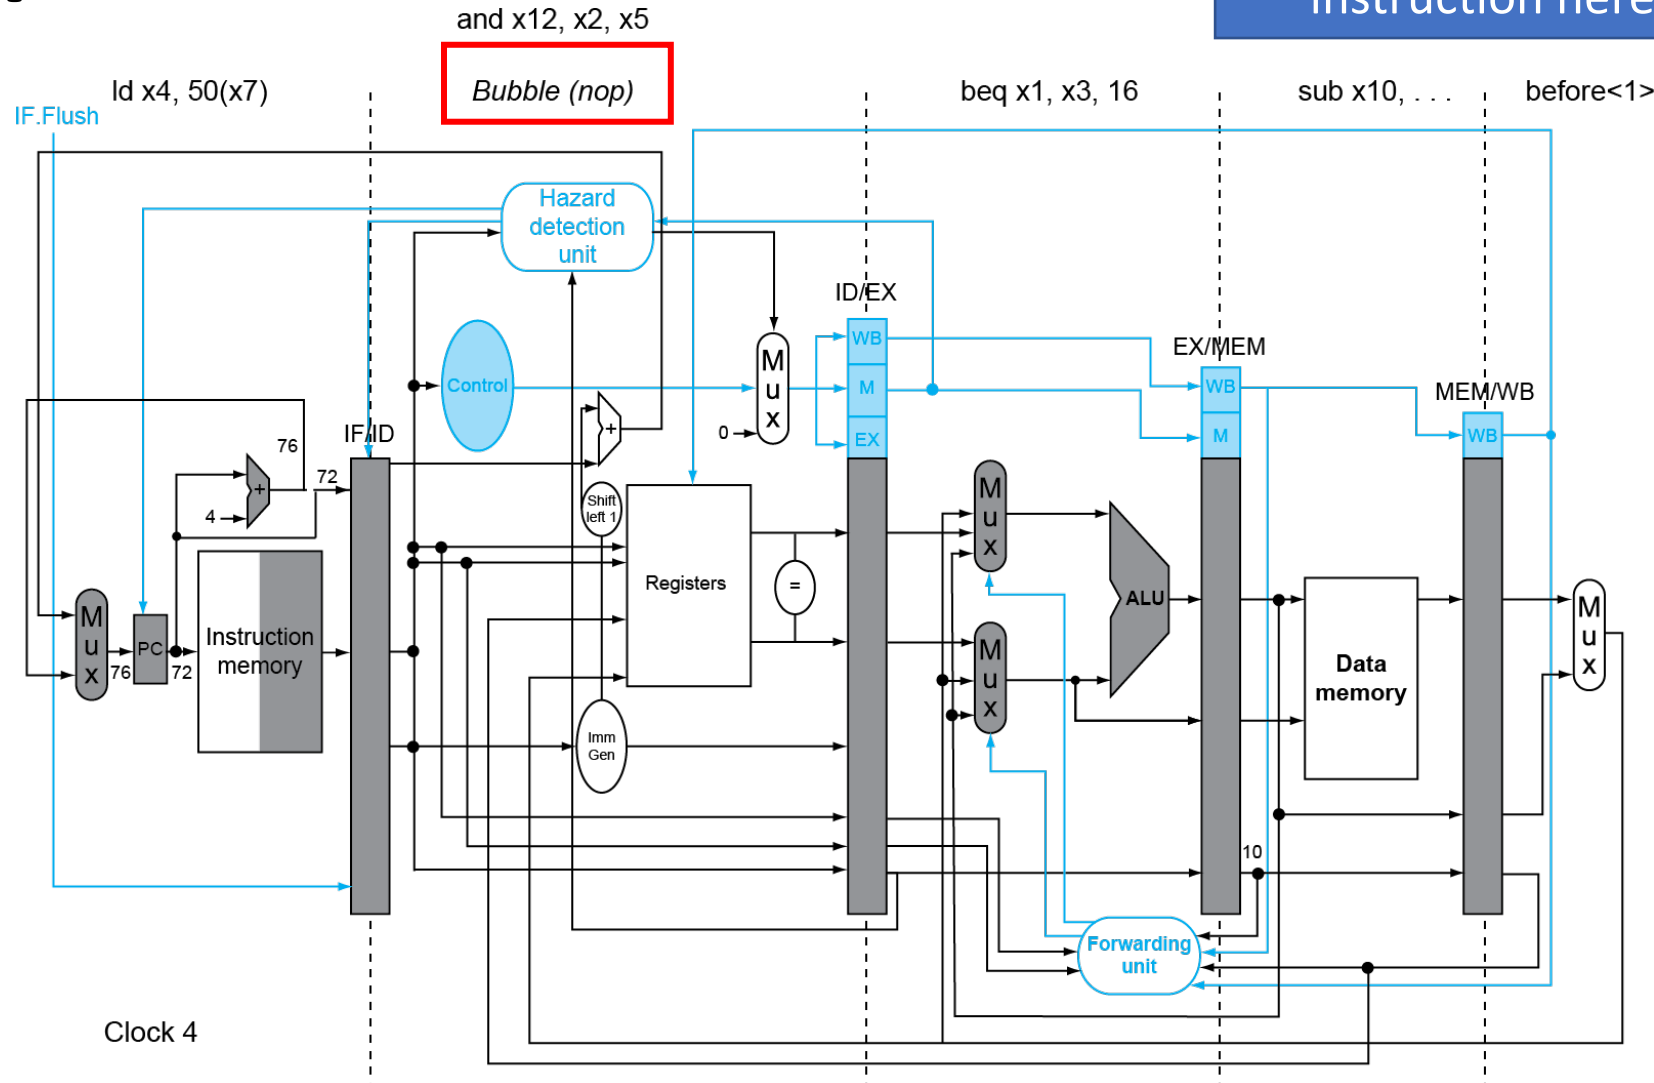 instruction here
and x12, x2, x5
ld x4, 50(x7)
Bubble (nop)
beq x1, x3, 16
sub x10, . . .
before<1>
IF.Flush
Hazard
detection
unit
ID/EX
WB
M
EX
EX/MEM
WB
M
MEM/WB
WB
Control
M
u
x
0
+
IF/ID
76
72
+
4
Shift
left 1
M
u
x
76
PC
72
Instruction
memory
Registers
=
Imm
Gen
M
u
x
M
u
x
ALU
Data
memory
M
u
x
10
Forwarding
unit
Clock 4